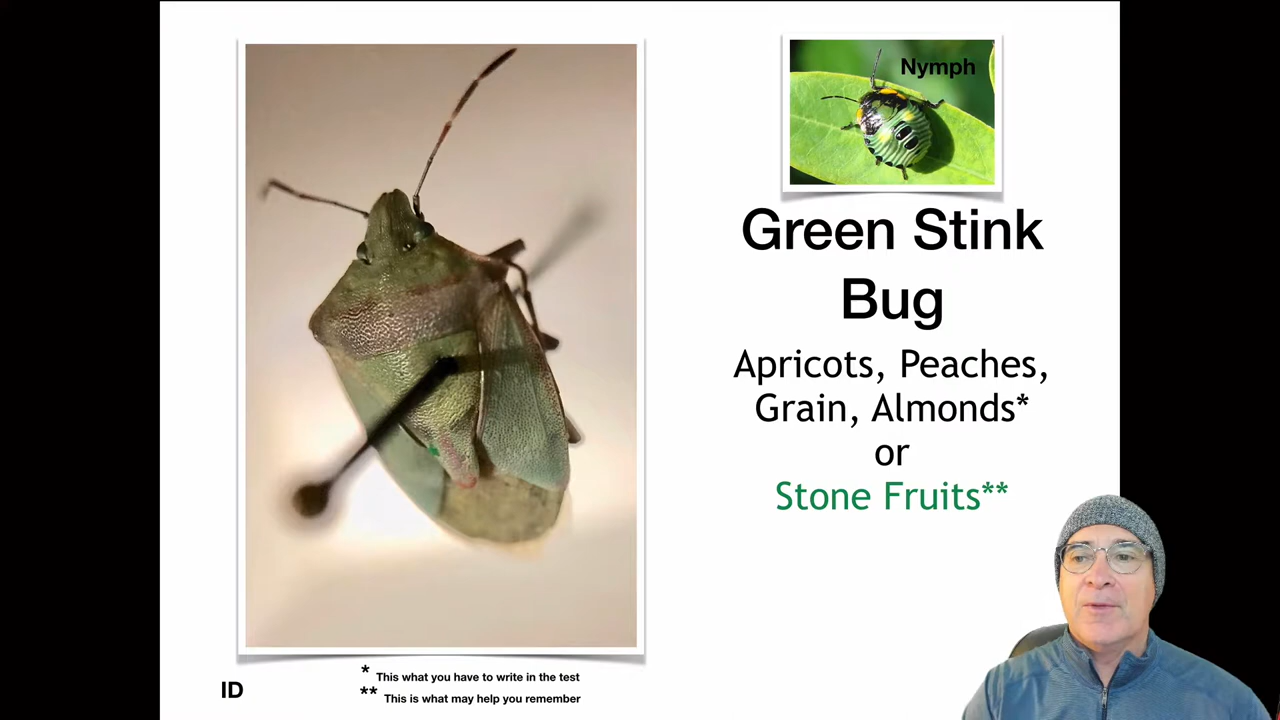 Nymph
Green Stink
Bug
Apricots, Peaches,
Grain, Almonds*
or
Stone Fruits**
ID
* This what you have to write in the test
** This is what may help you remember